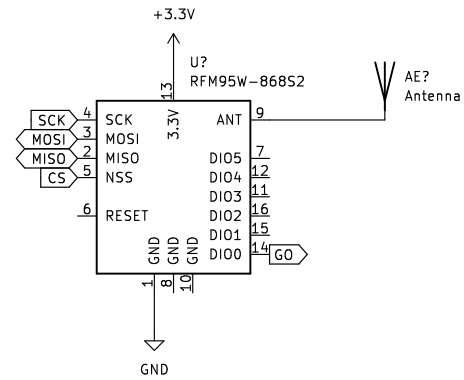 +3.3V
U?
RFM95W-868S2
AE?
Antenna
13
3.3V
SCK 4 SCK
MOSI 3 MOSI
MISO 2 MISO
CS 5 NSS
6 RESET
ANT 9
DIO5 7
DIO4 12
DIO3 11
DIO2 16
DIO1 15
DIO0 14 GO
GND GND GND
1 8 10
GND